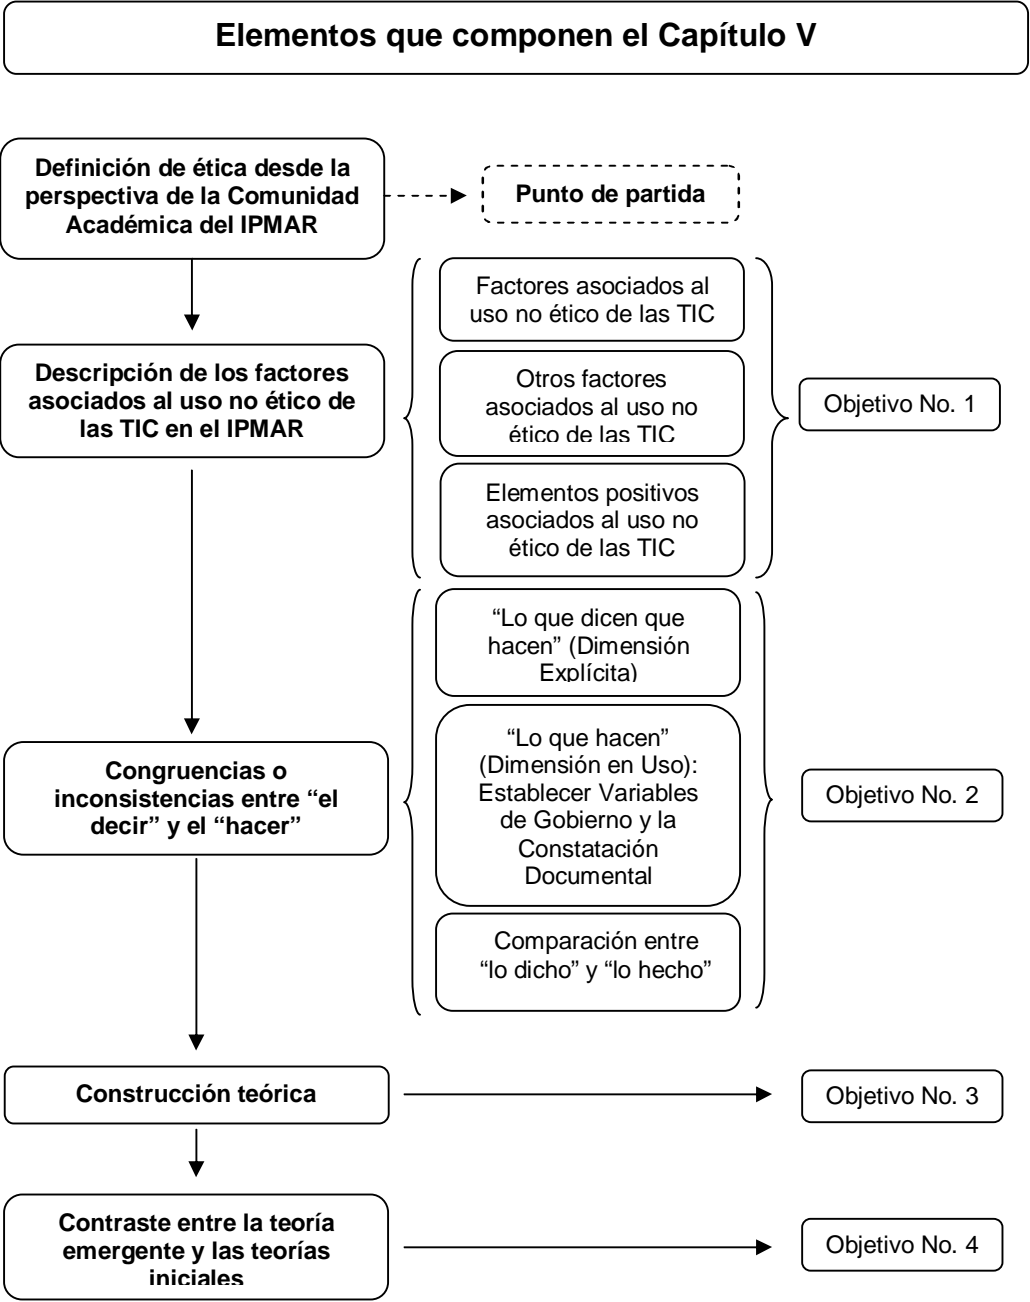 Elementos que componen el Capítulo V
Definición de ética desde la
perspectiva de la Comunidad
Académica del IPMAR
Punto de partida
Descripción de los factores
asociados al uso no ético de
las TIC en el IPMAR
Factores asociados al
uso no ético de las TIC
Otros factores
asociados al uso no
ético de las TIC
Elementos positivos
asociados al uso no
ético de las TIC
Objetivo No. 1
Congruencias o
inconsistencias entre “el
decir” y el “hacer”
“Lo que dicen que
hacen” (Dimensión
Explícita)
“Lo que hacen”
(Dimensión en Uso):
Establecer Variables
de Gobierno y la
Constatación
Documental
Comparación entre
“lo dicho” y “lo hecho”
Objetivo No. 2
Construcción teórica
Objetivo No. 3
Contraste entre la teoría
emergente y las teorías
iniciales
Objetivo No. 4